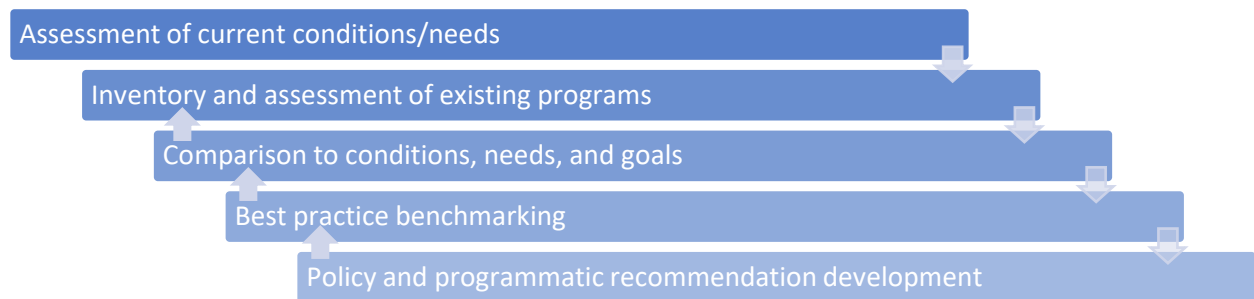 Assessment of current conditions/needs
Inventory and assessment of existing programs
Comparison to conditions, needs, and goals
Best practice benchmarking
Policy and programmatic recommendation development